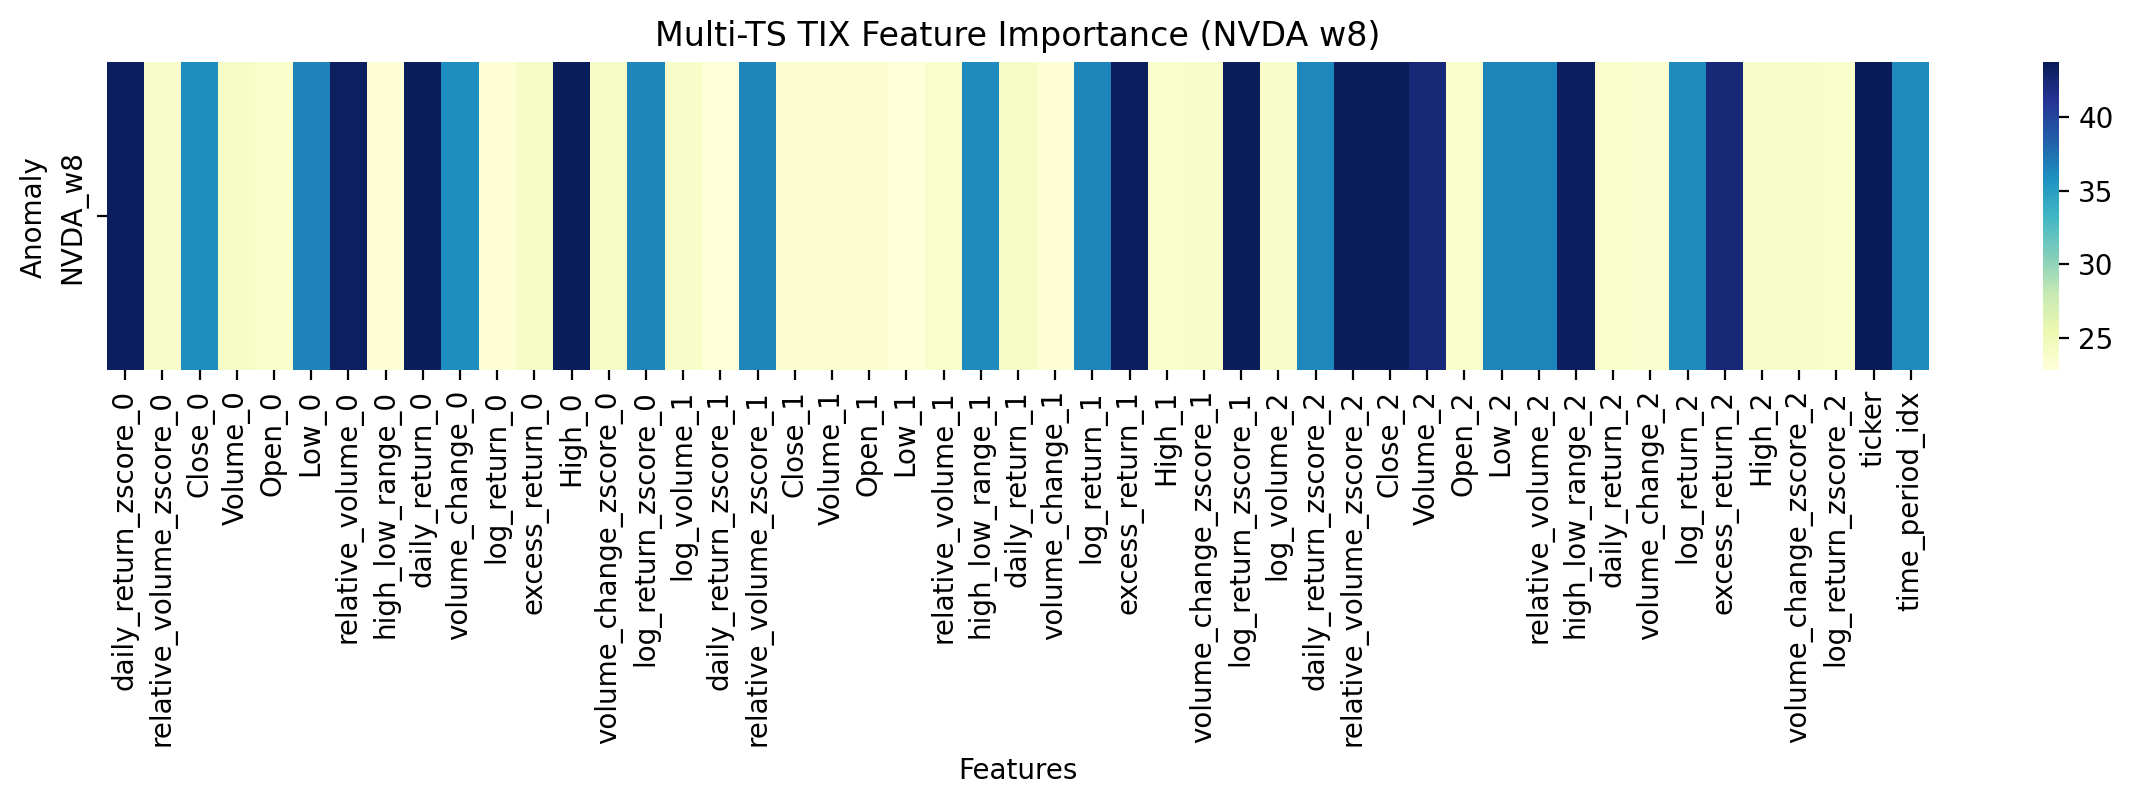 Multi-TS TIX Feature Importance (NVDA w8)
Anomaly
NVDA_w8
40
35
30
25
daily_return_zscore_0
relative_volume_zscore_0
Close_0
Volume_0
Open_0
Low_0
relative_volume_0
high_low_range_0
daily_return_0
volume_change_0
log_return_0
excess_return_0
High_0
volume_change_zscore_0
log_return_zscore_0
log_volume_1
daily_return_zscore_1
relative_volume_zscore_1
Close_1
Volume_1
Open_1
Low_1
relative_volume_1
high_low_range_1
daily_return_1
volume_change_1
log_return_1
excess_return_1
High_1
volume_change_zscore_1
log_return_zscore_1
log_volume_2
daily_return_zscore_2
relative_volume_zscore_2
Close_2
Volume_2
Open_2
Low_2
relative_volume_2
high_low_range_2
daily_return_2
volume_change_2
log_return_2
excess_return_2
High_2
volume_change_zscore_2
log_return_zscore_2
ticker
time_period_idx
Features